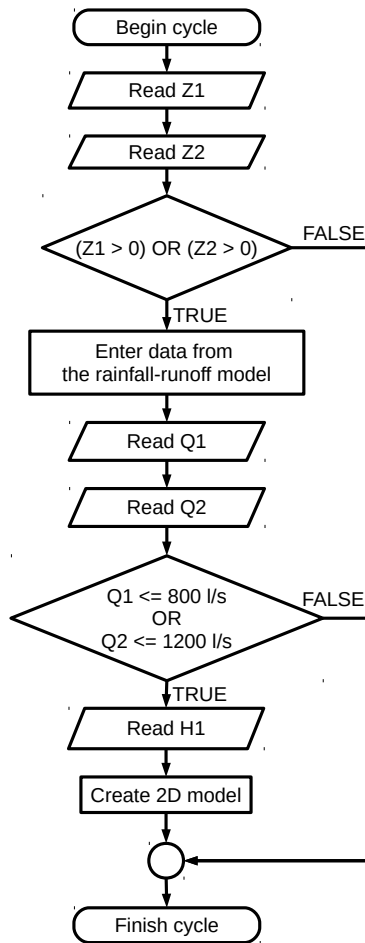 Begin cycle
Read Z1
Read Z2
(Z1 > 0) OR (Z2 > 0)
FALSE
TRUE
Enter data from
the rainfall-runoff model
Read Q1
Read Q2
Q1 <= 800 l/s
OR
Q2 <= 1200 l/s
FALSE
TRUE
Read H1
Create 2D model
Finish cycle